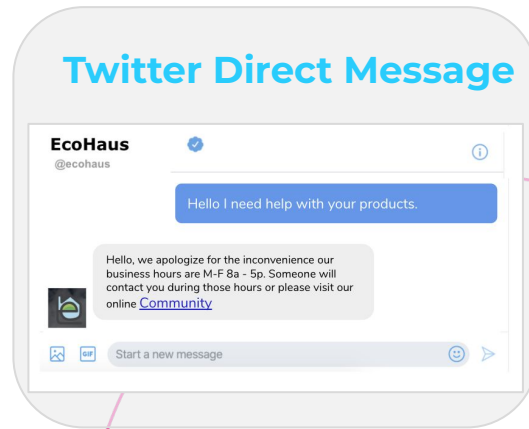 Twitter Direct Message
EcoHaus
@ecohaus
Hello I need help with your products.
Hello, we apologize for the inconvenience our
business hours are M-F 8a - 5p. Someone will
contact you during those hours or please visit our
online Community
GIF
Start a new message